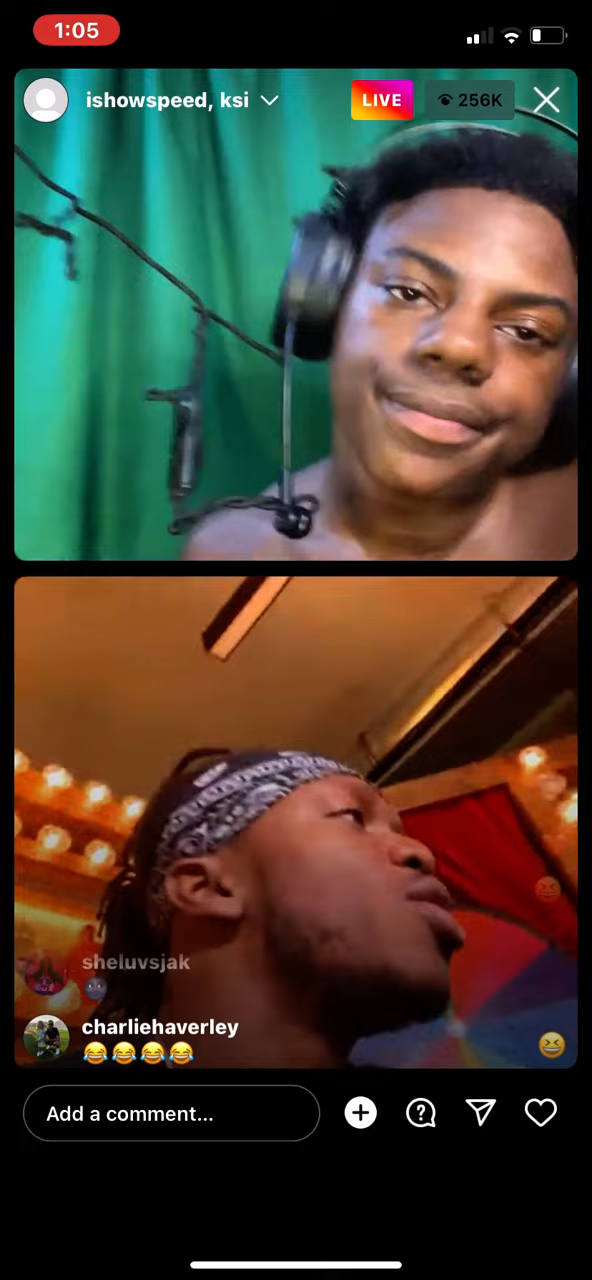 1:05
ishowspeed, ksi
LIVE
256K
sheluvsjak
charliehaverley
😂😂😂😂
Add a comment...